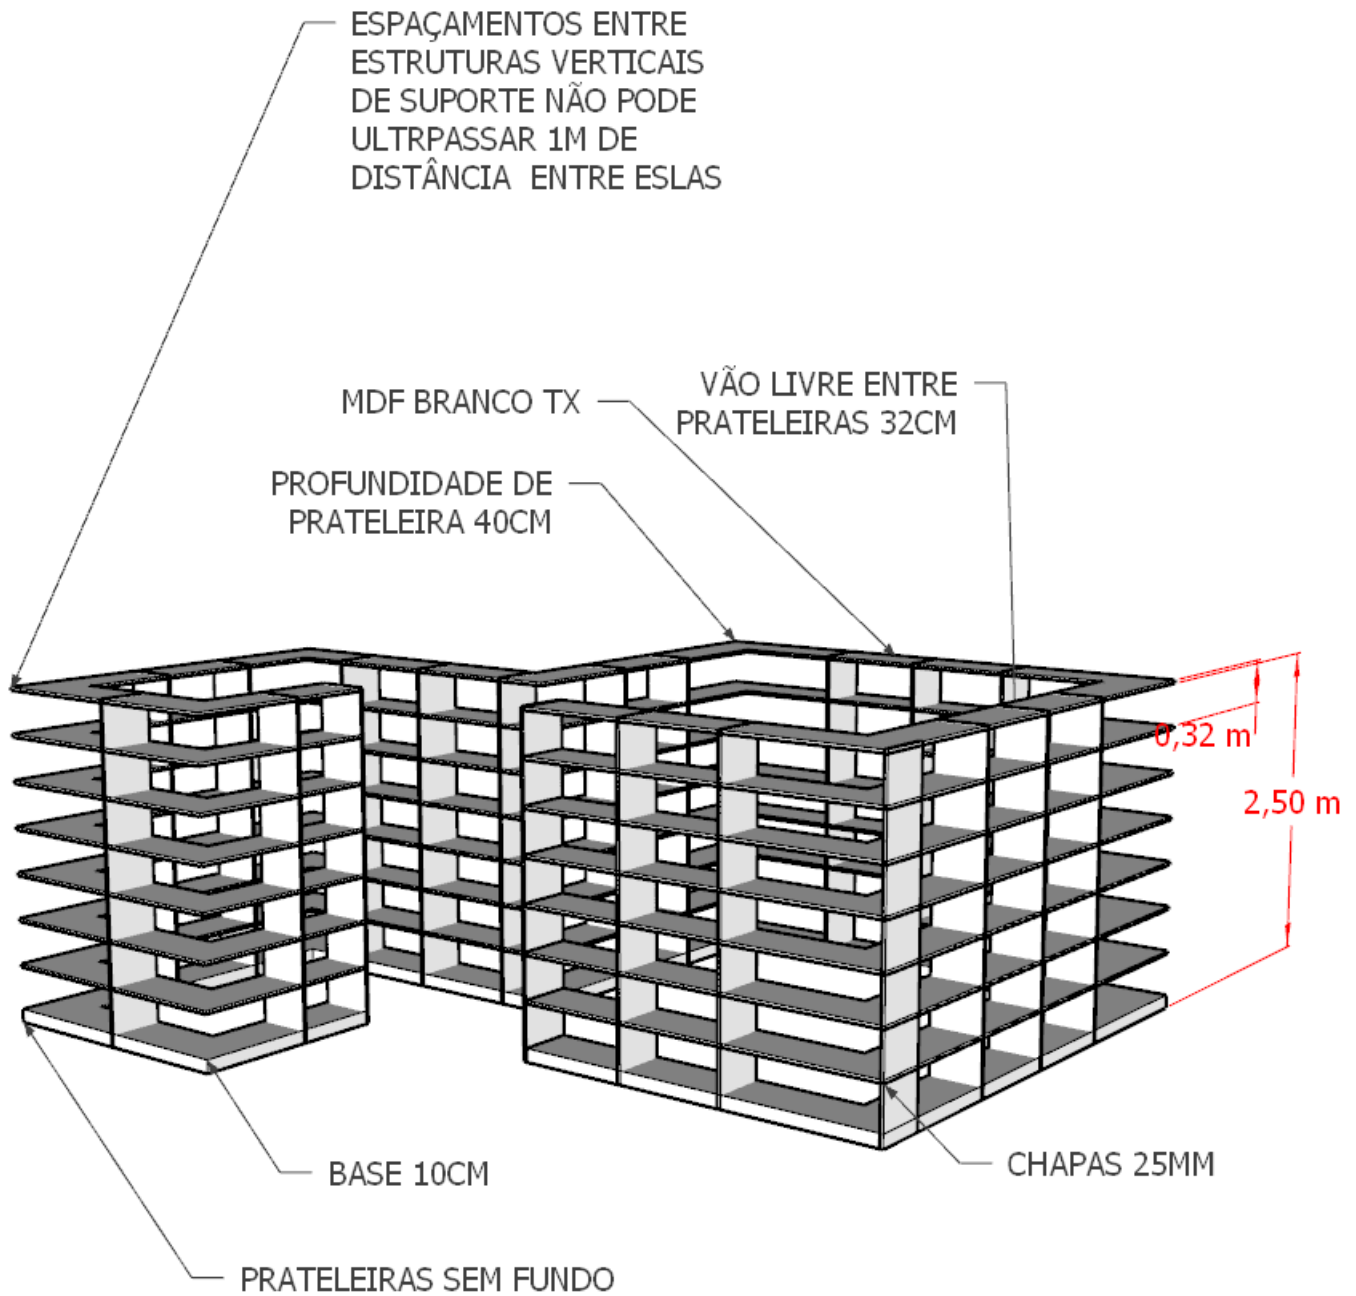 ESPAÇAMENTOS ENTRE
ESTRUTURAS VERTICAIS
DE SUPORTE NÃO PODE
ULTRPASSAR 1M DE
DISTÂNCIA ENTRE ESLAS
VÃO LIVRE ENTRE
PRATELEIRAS 32CM
MDF BRANCO TX
PROFUNDIDADE DE
PRATELEIRA 40CM
0,32 m
2,50 m
CHAPAS 25MM
BASE 10CM
PRATELEIRAS SEM FUNDO